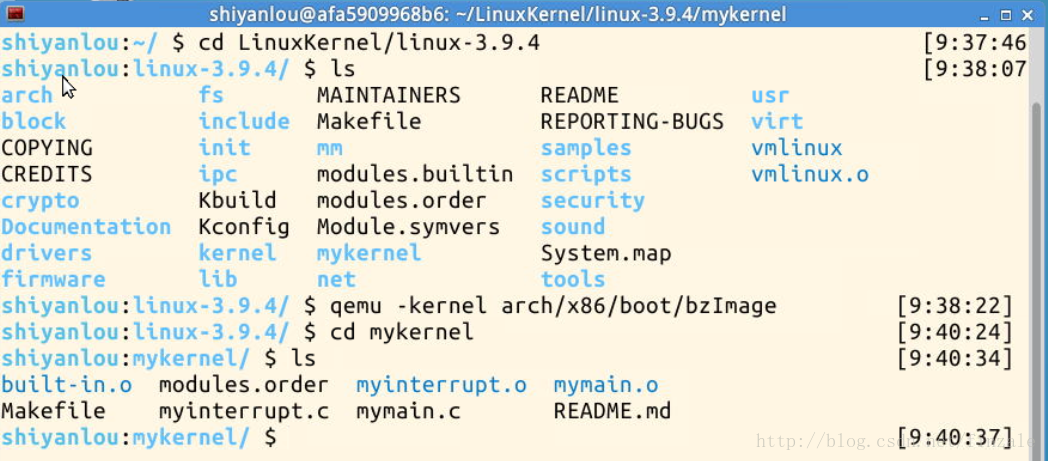 shiyanlou@afa5909968b6: ~/LinuxKernel/linux-3.9.4/mykernel
shiyanlou:~/ $ cd LinuxKernel/linux-3.9.4 [9:37:46
shiyanlou:linux-3.9.4/ $ ls [9:38:07
arch fs MAINTAINERS README usr
block include Makefile REPORTING-BUGS virt
COPYING init mm samples vmlinux
CREDITS ipc modules.builtin scripts vmlinux.o
crypto Kbuild modules.order security
Documentation Kconfig Module.symvers sound
drivers kernel mykernel System.map
firmware lib net tools
shiyanlou:linux-3.9.4/ $ qemu -kernel arch/x86/boot/bzImage [9:38:22]
shiyanlou:linux-3.9.4/ $ cd mykernel [9:40:24]
shiyanlou:mykernel/ $ ls [9:40:34]
built-in.o modules.order myinterrupt.o mymain.o
Makefile myinterrupt.c mymain.c README.md
shiyanlou:mykernel/ $ [9:40:37]